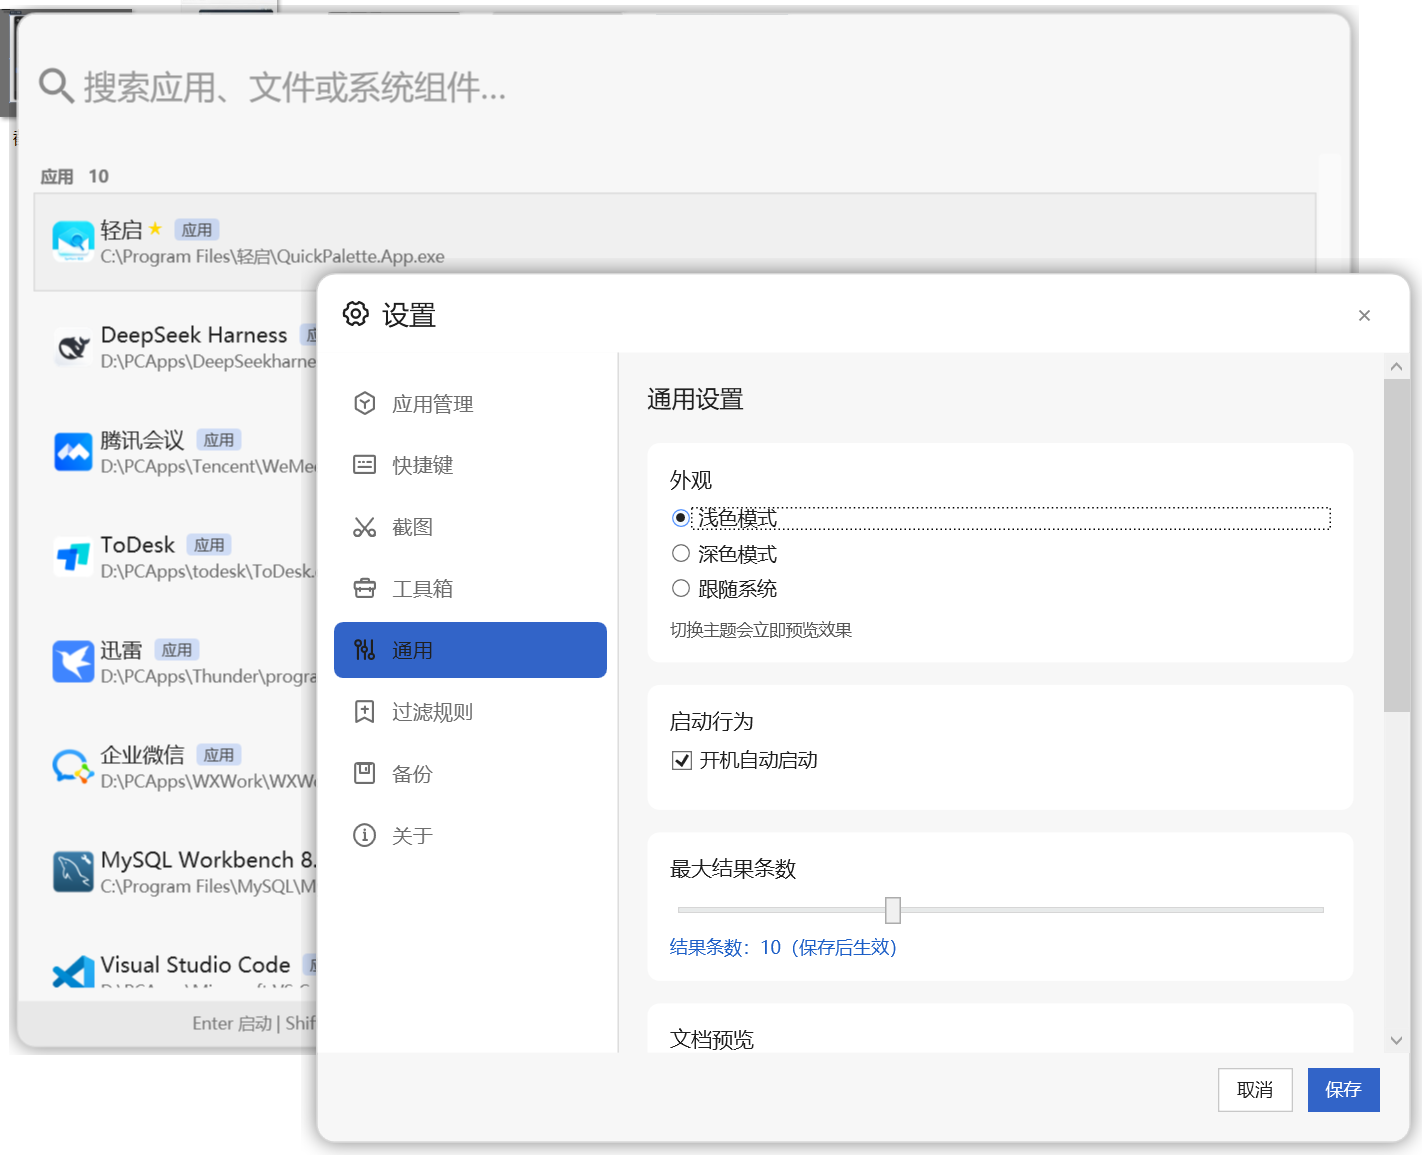 搜索应用、文件或系统组件...
应用 10
轻启 应用
C:\Program Files\轻启\QuickPalette.App.exe
DeepSeek Harness
D:\PCApps\DeepSeekharne
腾讯会议 应用
D:\PCApps\Tencent\WeMe
ToDesk 应用
D:\PCApps\todesk\ToDesk.
迅雷 应用
D:\PCApps\Thunder\progra
企业微信 应用
D:\PCApps\WXWork\WXW
MySQL Workbench 8.
C:\Program Files\MySQL\M
Visual Studio Code
Enter 启动 | Shif
设置
应用管理
快捷键
截图
工具箱
通用
过滤规则
备份
关于
通用设置
外观
浅色模式
深色模式
跟随系统
切换主题会立即预览效果
启动行为
开机自动启动
最大结果条数
结果条数：10（保存后生效）
文档预览
取消
保存